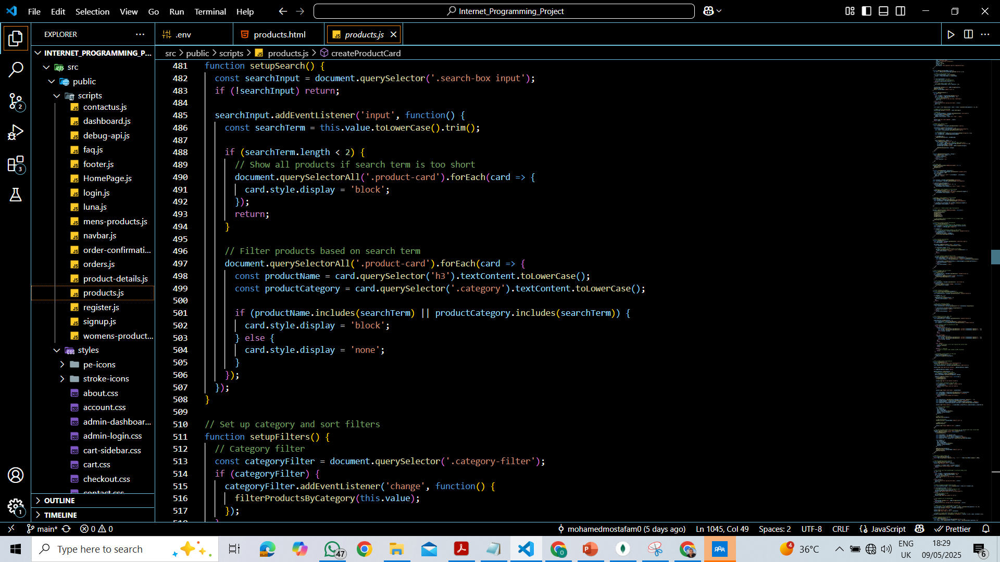 File Edit Selection View Go Run Terminal Help
Internet_Programming_Project
EXPLORER
.env
products.html
products.js
INTERNET_PROGRAMMING_P...
src > public > scripts > products.js > createProductCard
src
public
scripts
contactus.js
dashboard.js
debug-api.js
faq.js
footer.js
HomePage.js
login.js
luna.js
mens-products.js
navbar.js
order-confirmati...
orders.js
product-details.js
products.js
register.js
signup.js
womens-product...
styles
pe-icons
stroke-icons
about.css
account.css
admin-dashboar...
admin-login.css
cart-sidebar.css
cart.css
checkout.css
contact.css
OUTLINE
TIMELINE
2
3
1
481 function setupSearch() {
482 const searchInput = document.querySelector('.search-box input');
483 if (!searchInput) return;
484
485 searchInput.addEventListener('input', function() {
486 const searchTerm = this.value.toLowerCase().trim();
487
488 if (searchTerm.length < 2) {
489 // Show all products if search term is too short
490 document.querySelectorAll('.product-card').forEach(card => {
491 card.style.display = 'block';
492 });
493 return;
494 }
495
496 // Filter products based on search term
497 document.querySelectorAll('.product-card').forEach(card => {
498 const productName = card.querySelector('h3').textContent.toLowerCase();
499 const productCategory = card.querySelector('.category').textContent.toLowerCase();
500
501 if (productName.includes(searchTerm) || productCategory.includes(searchTerm)) {
502 card.style.display = 'block';
503 } else {
504 card.style.display = 'none';
505 }
506 });
507 });
508 }
509
510 // Set up category and sort filters
511 function setupFilters() {
512 // Category filter
513 const categoryFilter = document.querySelector('.category-filter');
514 if (categoryFilter) {
515 categoryFilter.addEventListener('change', function() {
516 filterProductsByCategory(this.value);
517 });
518 }
main* 0 0 mohamedmostafam0 (5 days ago) Ln 1045, Col 49 Spaces: 2 UTF-8 CRLF {} JavaScript Prettier
Type here to search
47
4
36°C
ENG
UK
18:29
09/05/2025
6